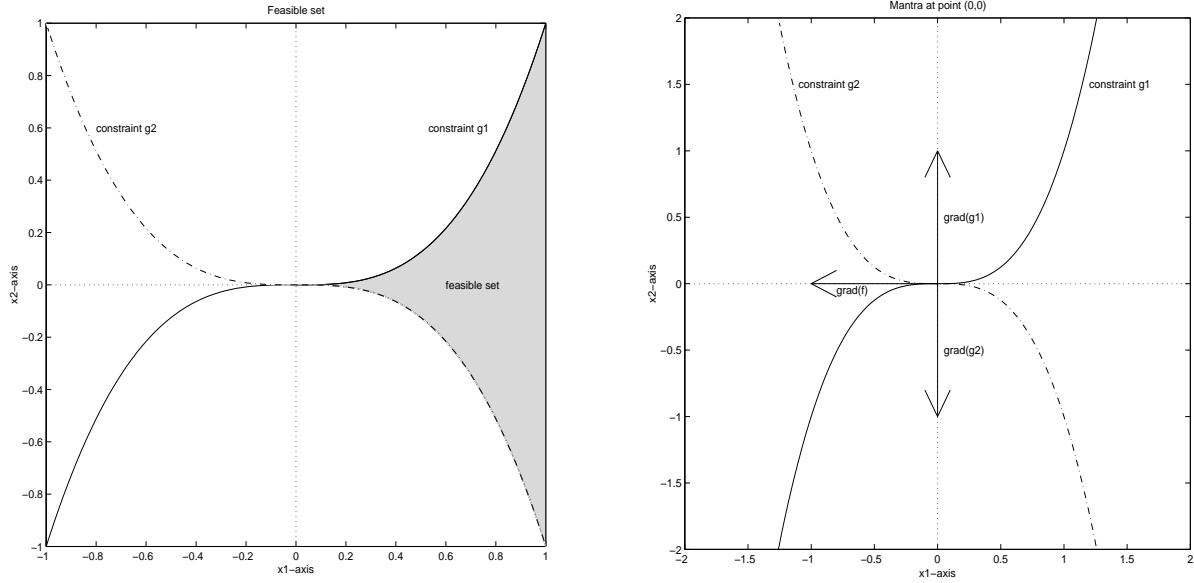 Feasible set
1
0.8
0.6
0.4
0.2
0
−0.2
−0.4
−0.6
−0.8
−1
x2−axis
constraint g2
constraint g1
feasible set
−1
−0.8
−0.6
−0.4
−0.2
0
0.2
0.4
0.6
0.8
1
x1−axis
Mantra at point (0,0)
2
1.5
1
0.5
0
−0.5
−1
−1.5
−2
x2−axis
constraint g2
constraint g1
grad(g1)
grad(f)
grad(g2)
−2
−1.5
−1
−0.5
0
0.5
1
1.5
2
x1−axis